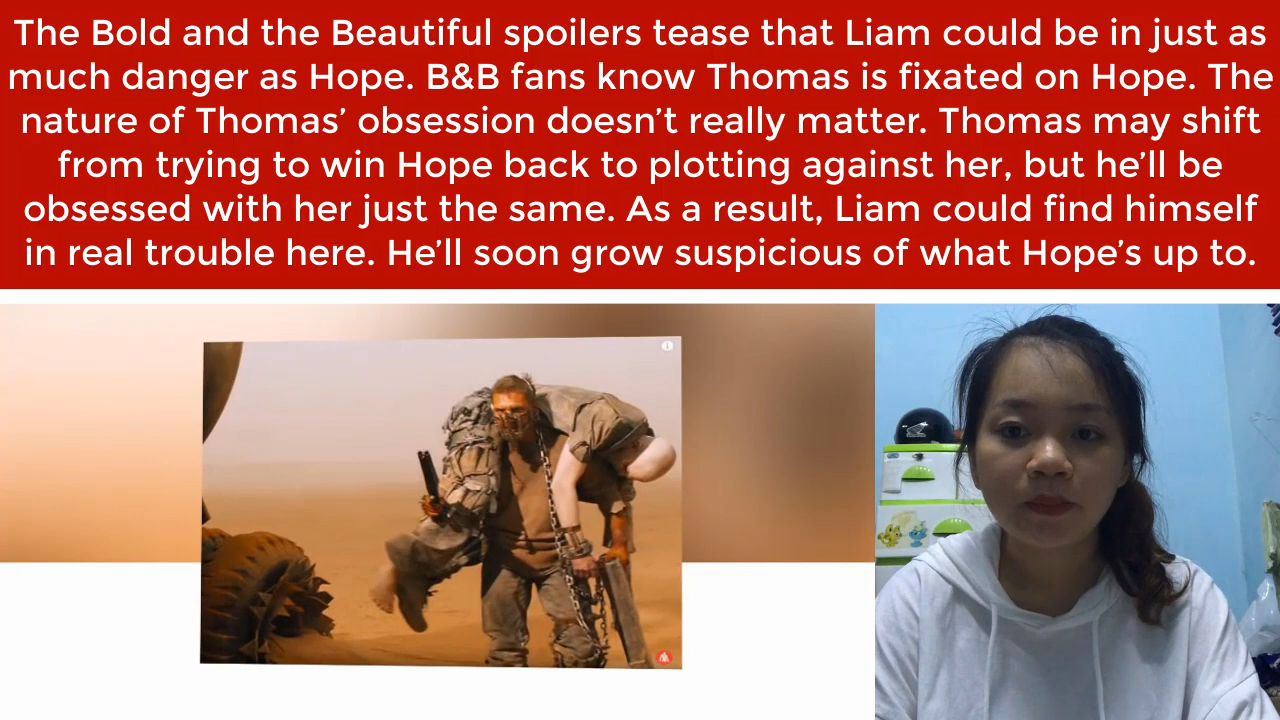 The Bold and the Beautiful spoilers tease that Liam could be in just as
much danger as Hope. B&B fans know Thomas is fixated on Hope. The
nature of Thomas’ obsession doesn’t really matter. Thomas may shift
from trying to win Hope back to plotting against her, but he’ll be
obsessed with her just the same. As a result, Liam could find himself
in real trouble here. He’ll soon grow suspicious of what Hope’s up to.